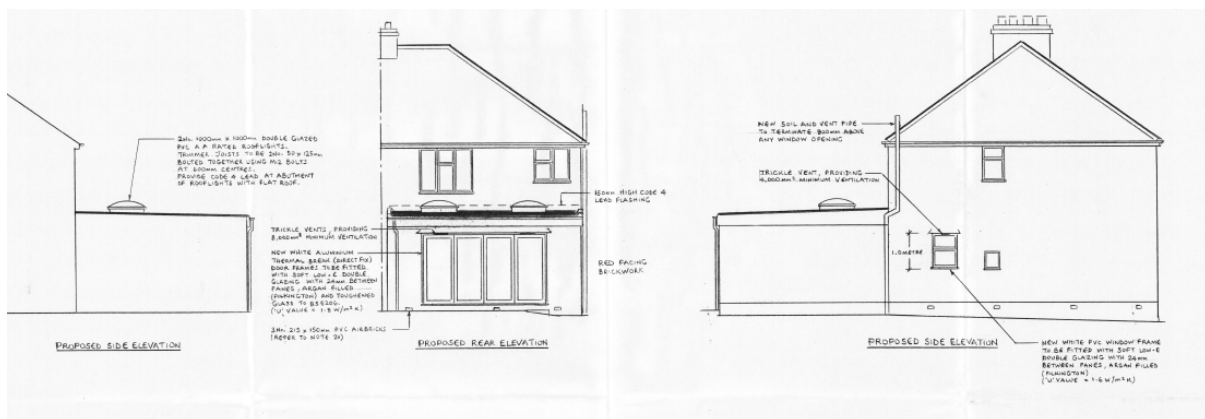 2No. 1000mm x 1000mm DOUBLE GLAZED
PVC A.A RATED ROOFLIGHTS.
TRIMMER JOISTS TO BE 2No. 50 x 125mm
BOLTED TOGETHER USING M12 BOLTS
AT 600mm CENTRES.
PROVIDE CODE 4 LEAD AT ABUTMENT
OF ROOFLIGHTS WITH FLAT ROOF.
PROPOSED SIDE ELEVATION
150mm HIGH CODE 4
LEAD FLASHING
TRICKLE VENTS, PROVIDING
8,000mm² MINIMUM VENTILATION
NEW WHITE ALUMINIUM
THERMAL BREAK (DIRECT FIX)
DOOR FRAMES TO BE FITTED
WITH SOFT LOW-E DOUBLE
GLAZING WITH 24mm BETWEEN
PANES, ARGAN FILLED
(PILKINGTON) AND TOUGHENED
GLASS TO BS6206.
('U' VALUE = 1.8 W/m²K)
RED FACING
BRICKWORK
3No. 215 x 150mm PVC AIRBRICKS
(REFER TO NOTE 20)
PROPOSED REAR ELEVATION
NEW SOIL AND VENT PIPE
TO TERMINATE 900mm ABOVE
ANY WINDOW OPENING
TRICKLE VENT, PROVIDING
4,000mm² MINIMUM VENTILATION
1.0 METRE
PROPOSED SIDE ELEVATION
NEW WHITE PVC WINDOW FRAME
TO BE FITTED WITH SOFT LOW-E
DOUBLE GLAZING WITH 24mm
BETWEEN PANES, ARGAN FILLED
(PILKINGTON)
('U' VALUE = 1.6 W/m²K)